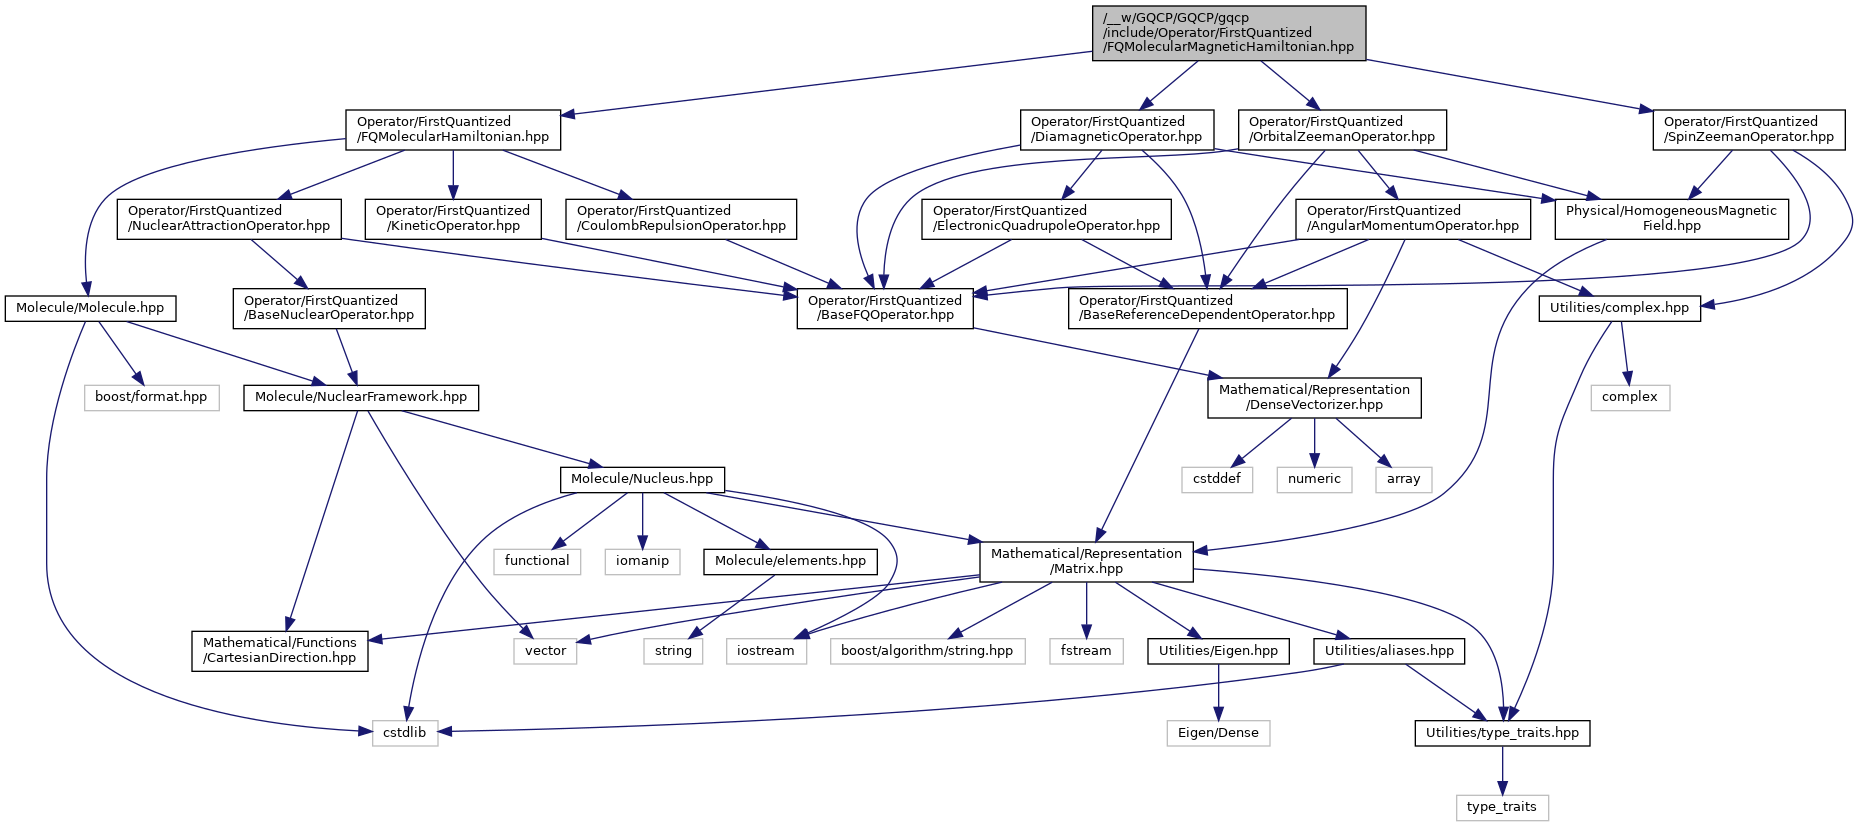 /__w/GQCP/GQCP/gqcp
/include/Operator/FirstQuantized
/FQMolecularMagneticHamiltonian.hpp
Operator/FirstQuantized
/FQMolecularHamiltonian.hpp
Operator/FirstQuantized
/DiamagneticOperator.hpp
Operator/FirstQuantized
/OrbitalZeemanOperator.hpp
Operator/FirstQuantized
/SpinZeemanOperator.hpp
Operator/FirstQuantized
/NuclearAttractionOperator.hpp
Operator/FirstQuantized
/KineticOperator.hpp
Operator/FirstQuantized
/CoulombRepulsionOperator.hpp
Operator/FirstQuantized
/ElectronicQuadrupoleOperator.hpp
Operator/FirstQuantized
/AngularMomentumOperator.hpp
Physical/HomogeneousMagnetic
Field.hpp
Molecule/Molecule.hpp
Operator/FirstQuantized
/BaseNuclearOperator.hpp
Operator/FirstQuantized
/BaseFQOperator.hpp
Operator/FirstQuantized
/BaseReferenceDependentOperator.hpp
Utilities/complex.hpp
boost/format.hpp
Molecule/NuclearFramework.hpp
Mathematical/Representation
/DenseVectorizer.hpp
complex
Molecule/Nucleus.hpp
cstddef
numeric
array
functional
iomanip
Molecule/elements.hpp
Mathematical/Representation
/Matrix.hpp
Mathematical/Functions
/CartesianDirection.hpp
vector
string
iostream
boost/algorithm/string.hpp
fstream
Utilities/Eigen.hpp
Utilities/aliases.hpp
cstdlib
Eigen/Dense
Utilities/type_traits.hpp
type_traits